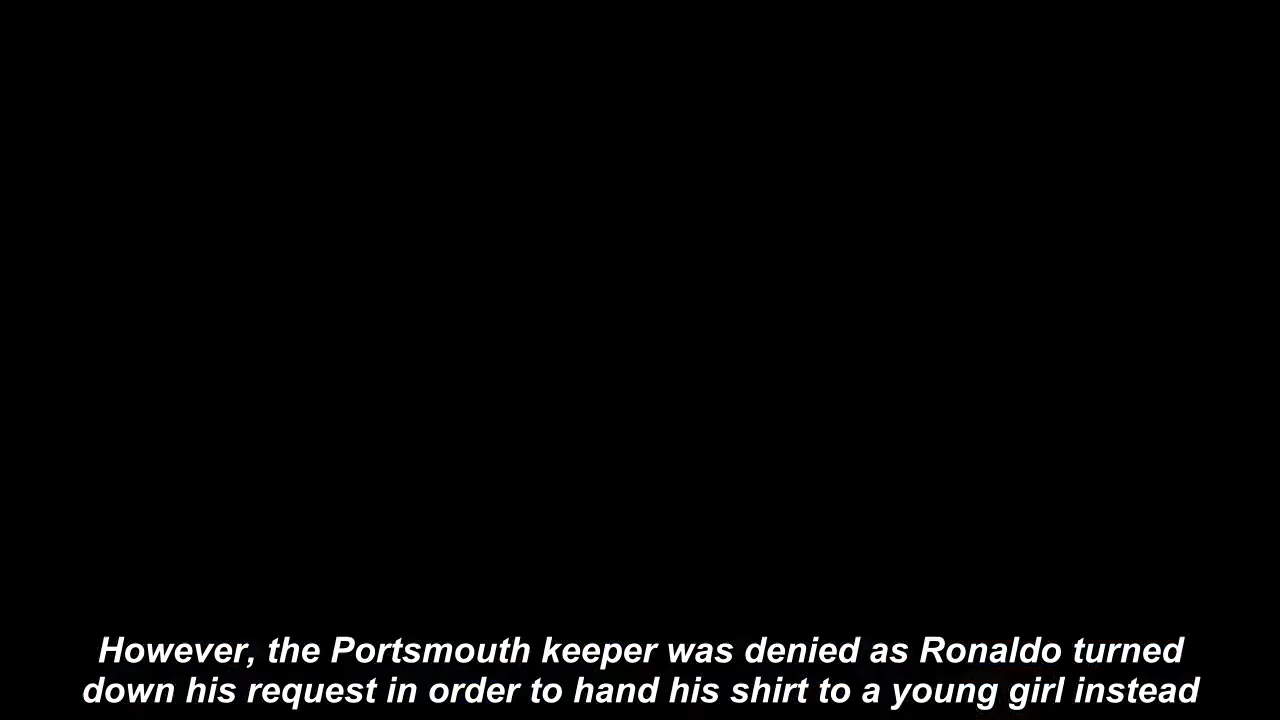 However, the Portsmouth keeper was denied as Ronaldo turned
down his request in order to hand his shirt to a young girl instead